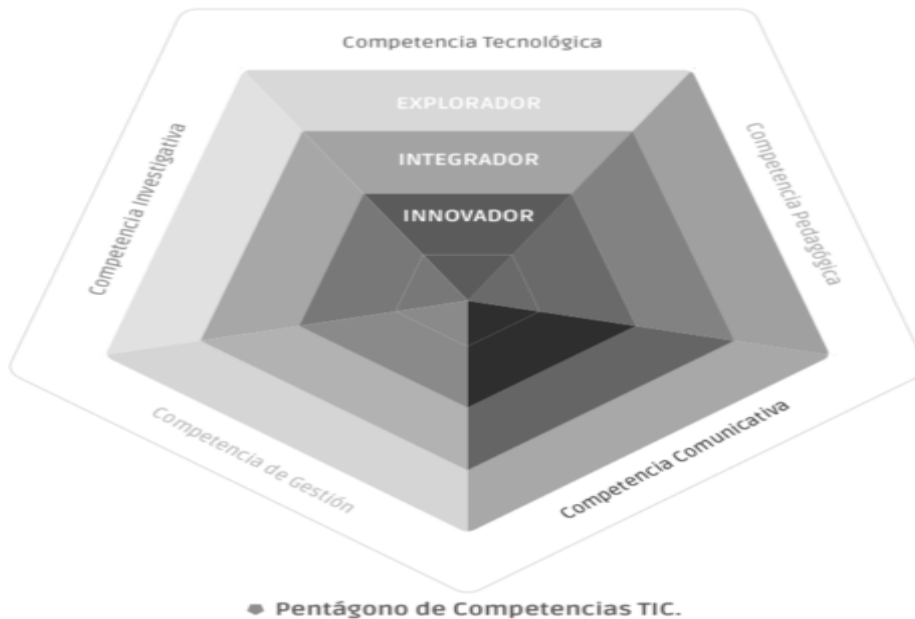 Competencia Tecnológica
EXPLORADOR
INTEGRADOR
INNOVADOR
Competencia Investigativa
Competencia Pedagógica
Competencia de Gestión
Competencia Comunicativa
Pentágono de Competencias TIC.